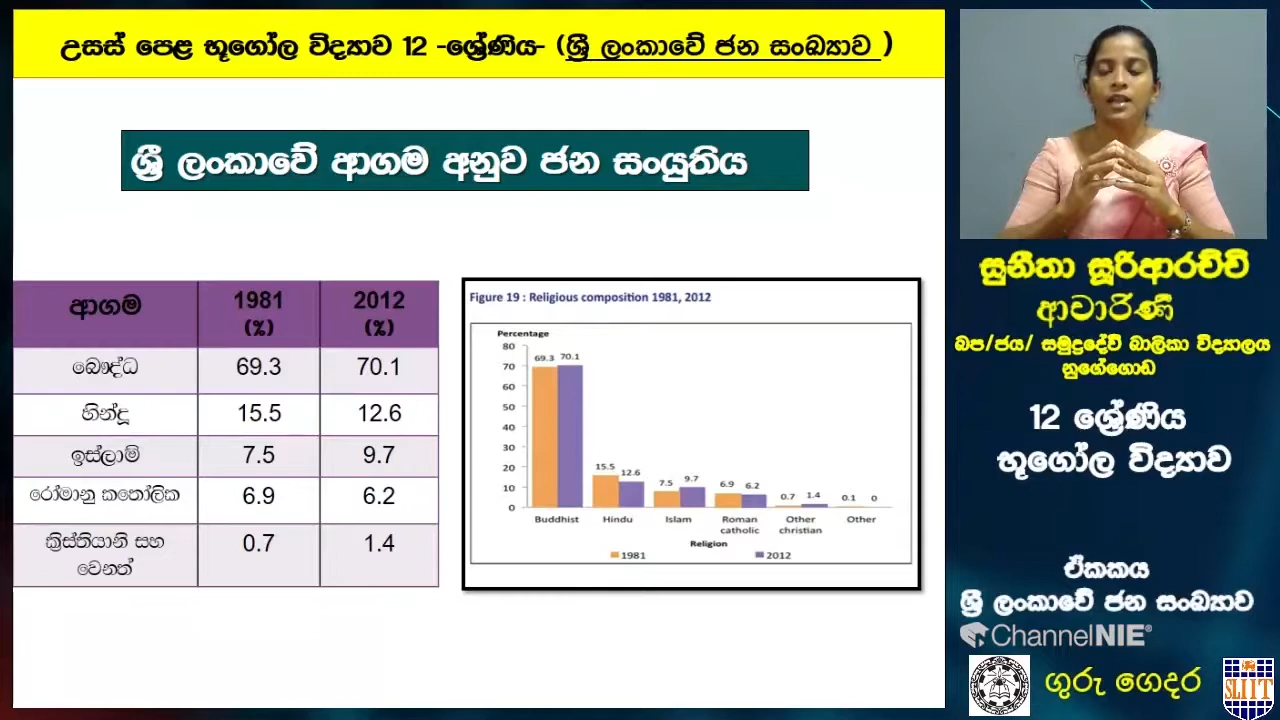 උසස් පෙළ භූගෝල විද්‍යාව 12 -ශ්‍රේණිය- (ශ්‍රී ලංකාවේ ජන සංඛ්‍යාව )
ශ්‍රී ලංකාවේ ආගම අනුව ජන සංයුතිය
ආගම 1981 (%) 2012 (%)
බෞද්ධ 69.3 70.1
හින්දු 15.5 12.6
ඉස්ලාම් 7.5 9.7
රෝමානු කතෝලික 6.9 6.2
ක්‍රිස්තියානි සහ වෙනත් 0.7 1.4
Figure 19 : Religious composition 1981, 2012
Percentage
80
70
60
50
40
30
20
10
0
69.3 70.1
15.5 12.6
7.5 9.7
6.9 6.2
0.7 1.4
0.1 0
Buddhist Hindu Islam Roman catholic Other christian Other
Religion
1981 2012
සුනීතා සූරිආරච්චි
ආචාරිණී
බප/ජය/ සමුද්‍රදේවී බාලිකා විද්‍යාලය
නුගේගොඩ
12 ශ්‍රේණිය
භූගෝල විද්‍යාව
ඒකකය
ශ්‍රී ලංකාවේ ජන සංඛ්‍යාව
ChannelNIE®
ගුරු ගෙදර
SLIIT